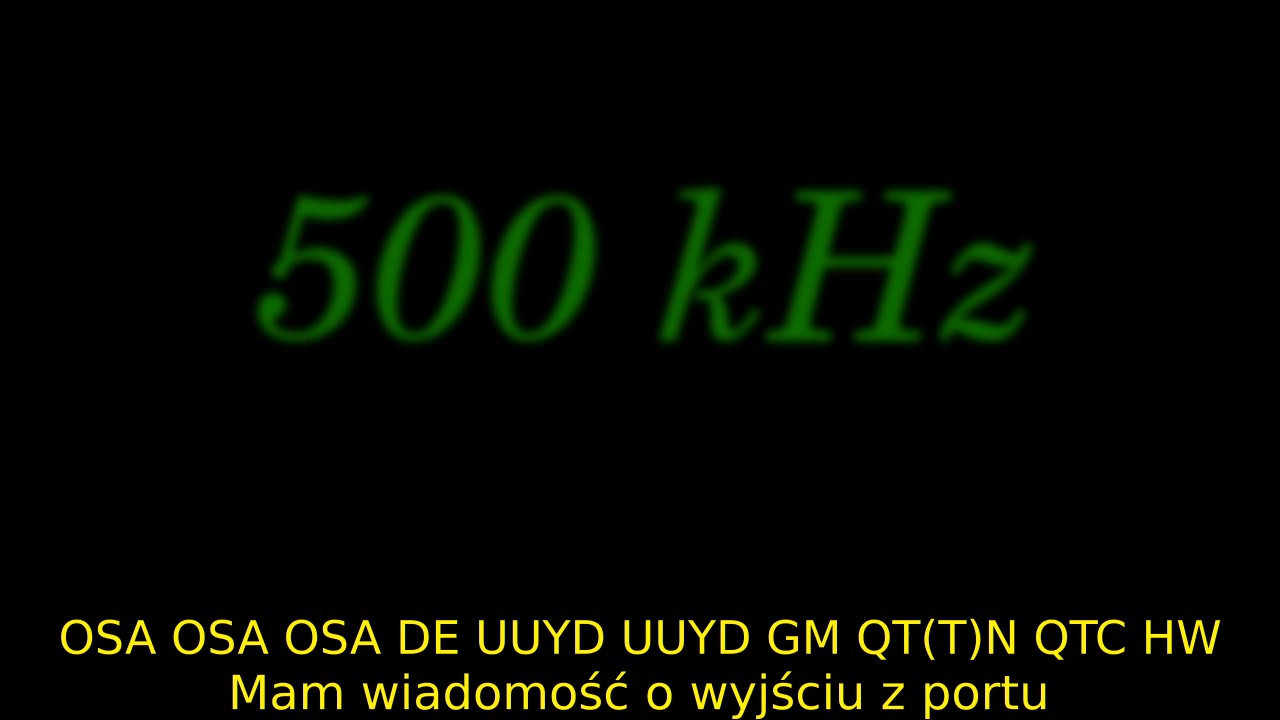 500 kHz
OSA OSA OSA DE UUYD UUYD GM QT(T)N QTC HW
Mam wiadomość o wyjściu z portu